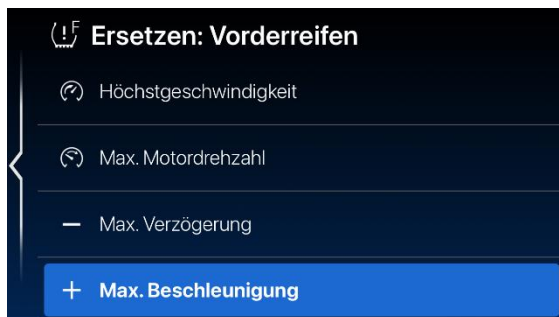 F
Ersetzen: Vorderreifen
Höchstgeschwindigkeit
Max. Motordrehzahl
Max. Verzögerung
Max. Beschleunigung